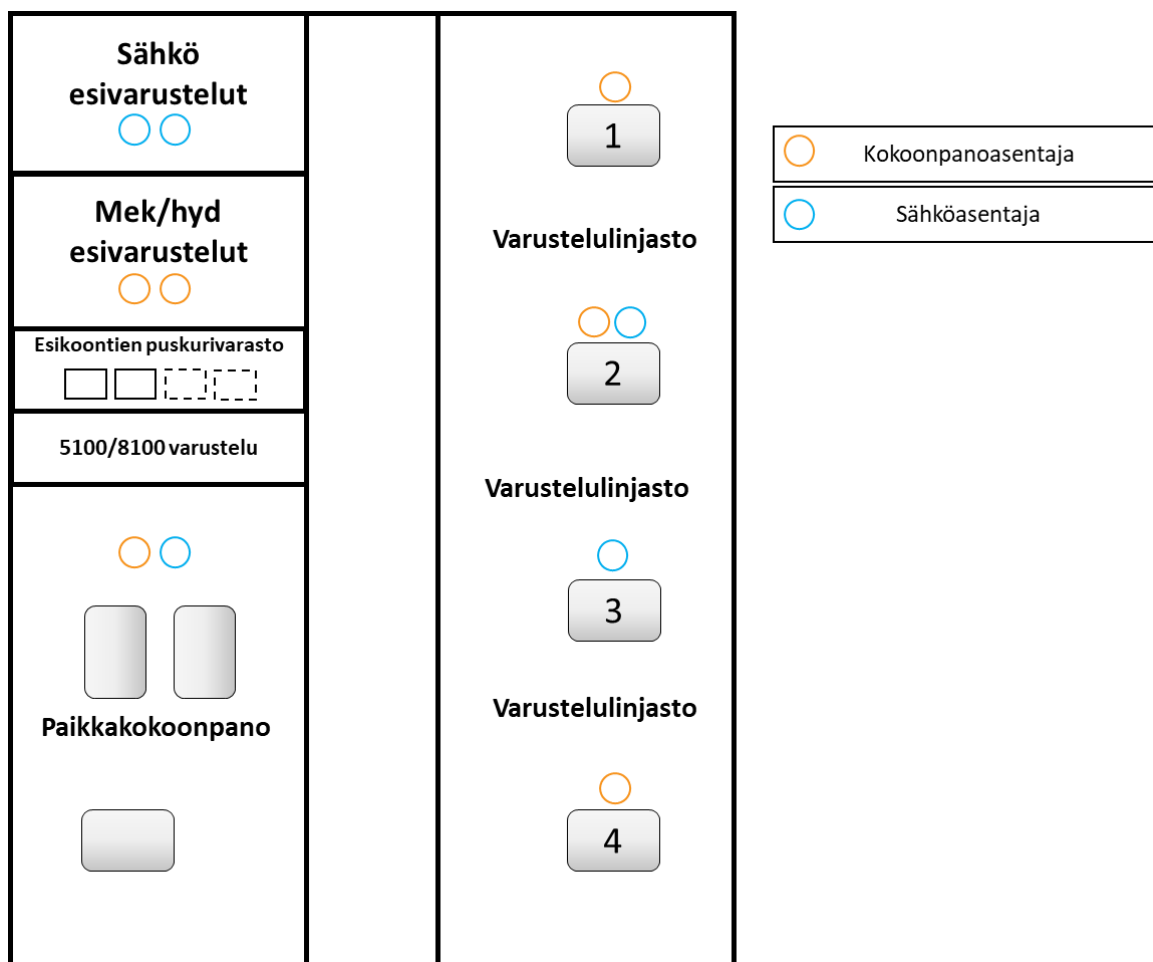 Sähkö
esivarustelut
Mek/hyd
esivarustelut
Esikoontien puskurivarasto
5100/8100 varustelu
Paikkakokoonpano
1
Varustelulinjasto
2
Varustelulinjasto
3
Varustelulinjasto
4
Kokoonpanoasentaja
Sähköasentaja